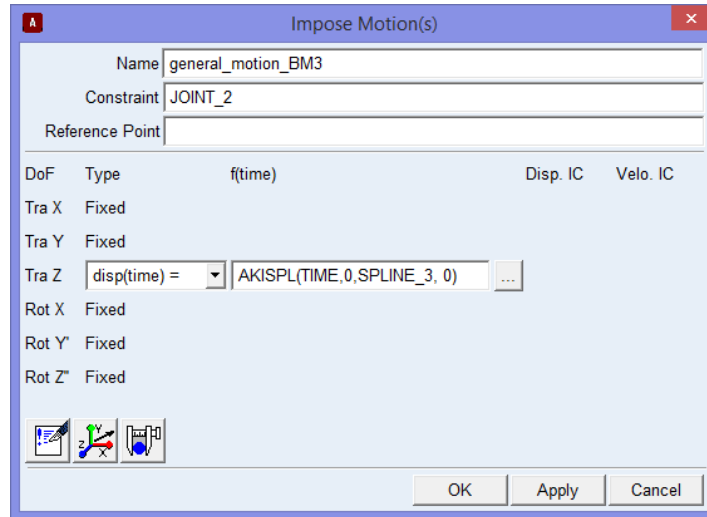 A Impose Motion(s) ×
Name general_motion_BM3
Constraint JOINT_2
Reference Point
DoF Type f(time) Disp. IC Velo. IC
Tra X Fixed
Tra Y Fixed
Tra Z disp(time) = AKISPL(TIME,0,SPLINE_3, 0) ...
Rot X Fixed
Rot Y' Fixed
Rot Z" Fixed
Z Y X
OK Apply Cancel